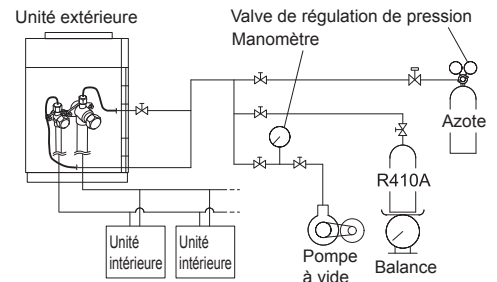 Unité extérieure
Valve de régulation de pression
Manomètre
Azote
R410A
Unité
intérieure
Unité
intérieure
Pompe
à vide
Balance